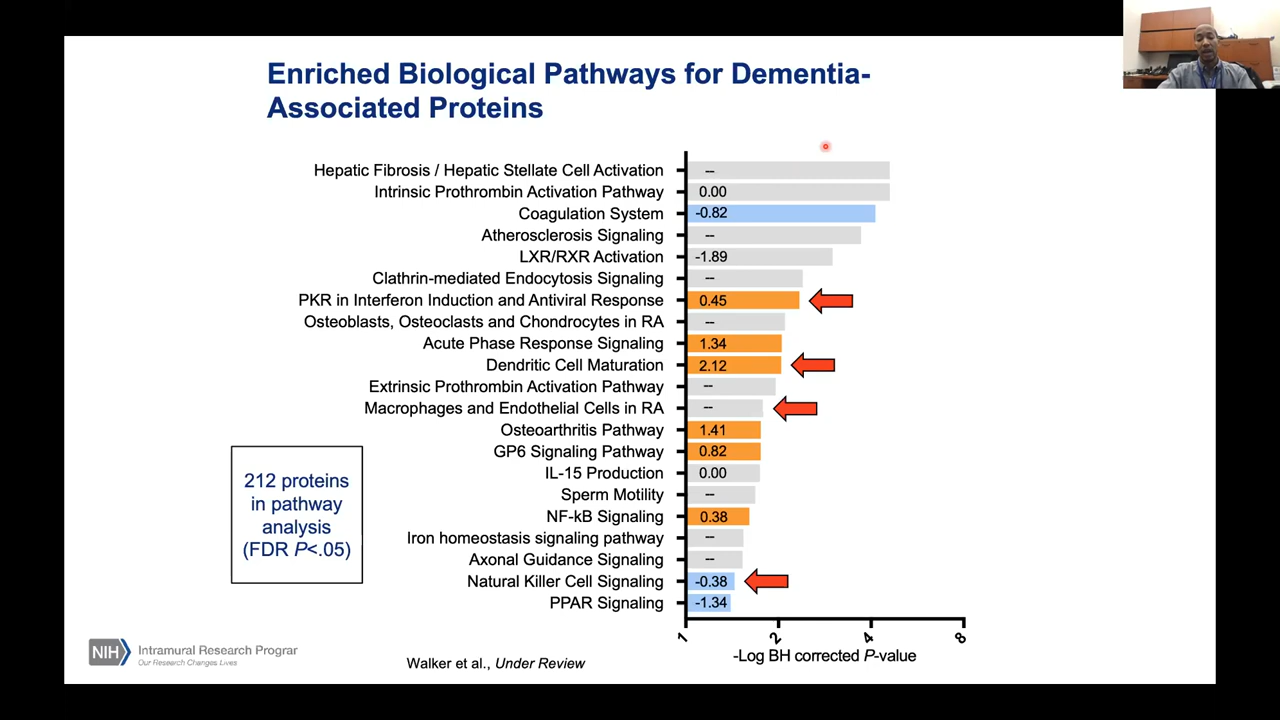 Enriched Biological Pathways for Dementia-
Associated Proteins
Hepatic Fibrosis / Hepatic Stellate Cell Activation --
Intrinsic Prothrombin Activation Pathway 0.00
Coagulation System -0.82
Atherosclerosis Signaling --
LXR/RXR Activation -1.89
Clathrin-mediated Endocytosis Signaling --
PKR in Interferon Induction and Antiviral Response 0.45
Osteoblasts, Osteoclasts and Chondrocytes in RA --
Acute Phase Response Signaling 1.34
Dendritic Cell Maturation 2.12
Extrinsic Prothrombin Activation Pathway --
Macrophages and Endothelial Cells in RA --
Osteoarthritis Pathway 1.41
GP6 Signaling Pathway 0.82
IL-15 Production 0.00
Sperm Motility --
NF-kB Signaling 0.38
Iron homeostasis signaling pathway --
Axonal Guidance Signaling --
Natural Killer Cell Signaling -0.38
PPAR Signaling -1.34
1 2 4 8
-Log BH corrected P-value
212 proteins
in pathway
analysis
(FDR P<.05)
NIH Intramural Research Prograr
Our Research Changes Lives
Walker et al., Under Review